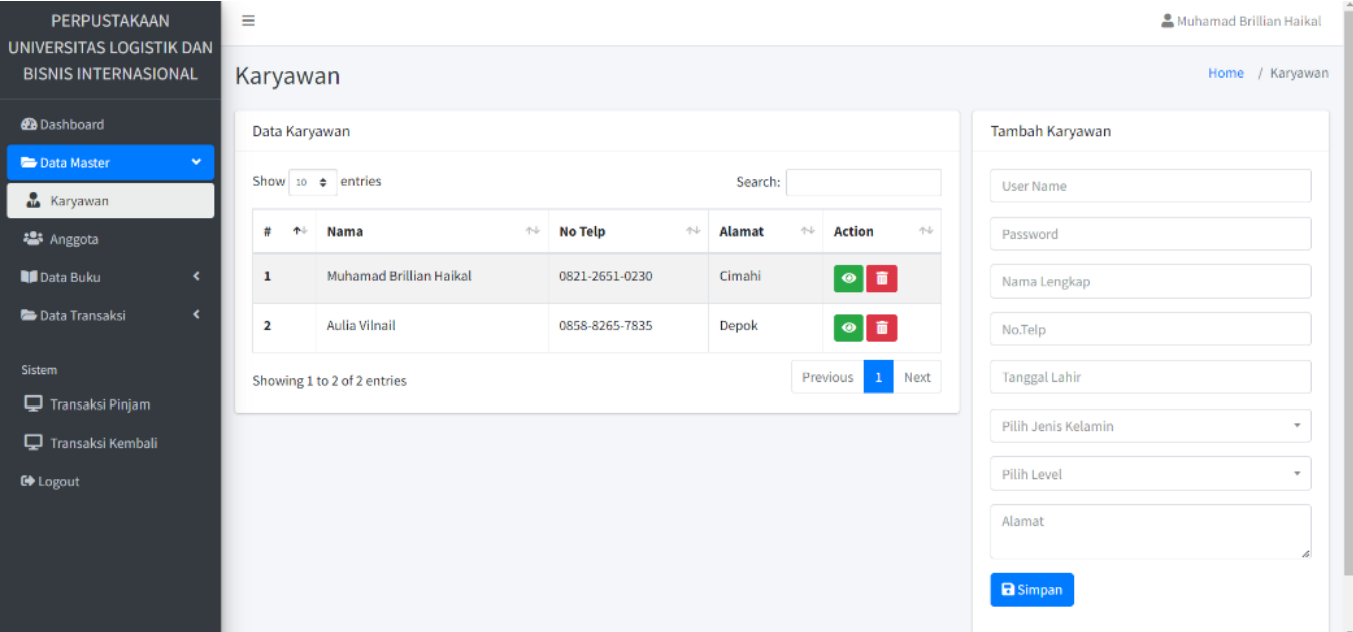 PERPUSTAKAAN
UNIVERSITAS LOGISTIK DAN
BISNIS INTERNASIONAL
Dashboard
Data Master
Karyawan
Anggota
Data Buku
Data Transaksi
Sistem
Transaksi Pinjam
Transaksi Kembali
Logout
Muhamad Brillian Haikal
Karyawan
Home / Karyawan
Data Karyawan
Show 10 entries Search:
# Nama No Telp Alamat Action
1 Muhamad Brillian Haikal 0821-2651-0230 Cimahi
2 Aulia Vilnail 0858-8265-7835 Depok
Showing 1 to 2 of 2 entries Previous 1 Next
Tambah Karyawan
User Name
Password
Nama Lengkap
No.Telp
Tanggal Lahir
Pilih Jenis Kelamin
Pilih Level
Alamat
Simpan